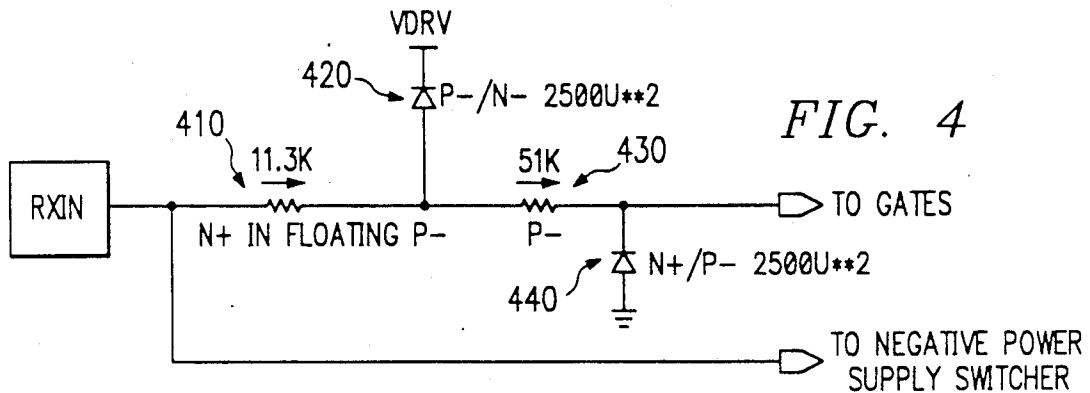 VDRV
420
P-/N- 2500U**2
FIG. 4
410
11.3K
51K
430
RXIN
TO GATES
N+ IN FLOATING P-
P-
N+/P- 2500U**2
440
TO NEGATIVE POWER
SUPPLY SWITCHER